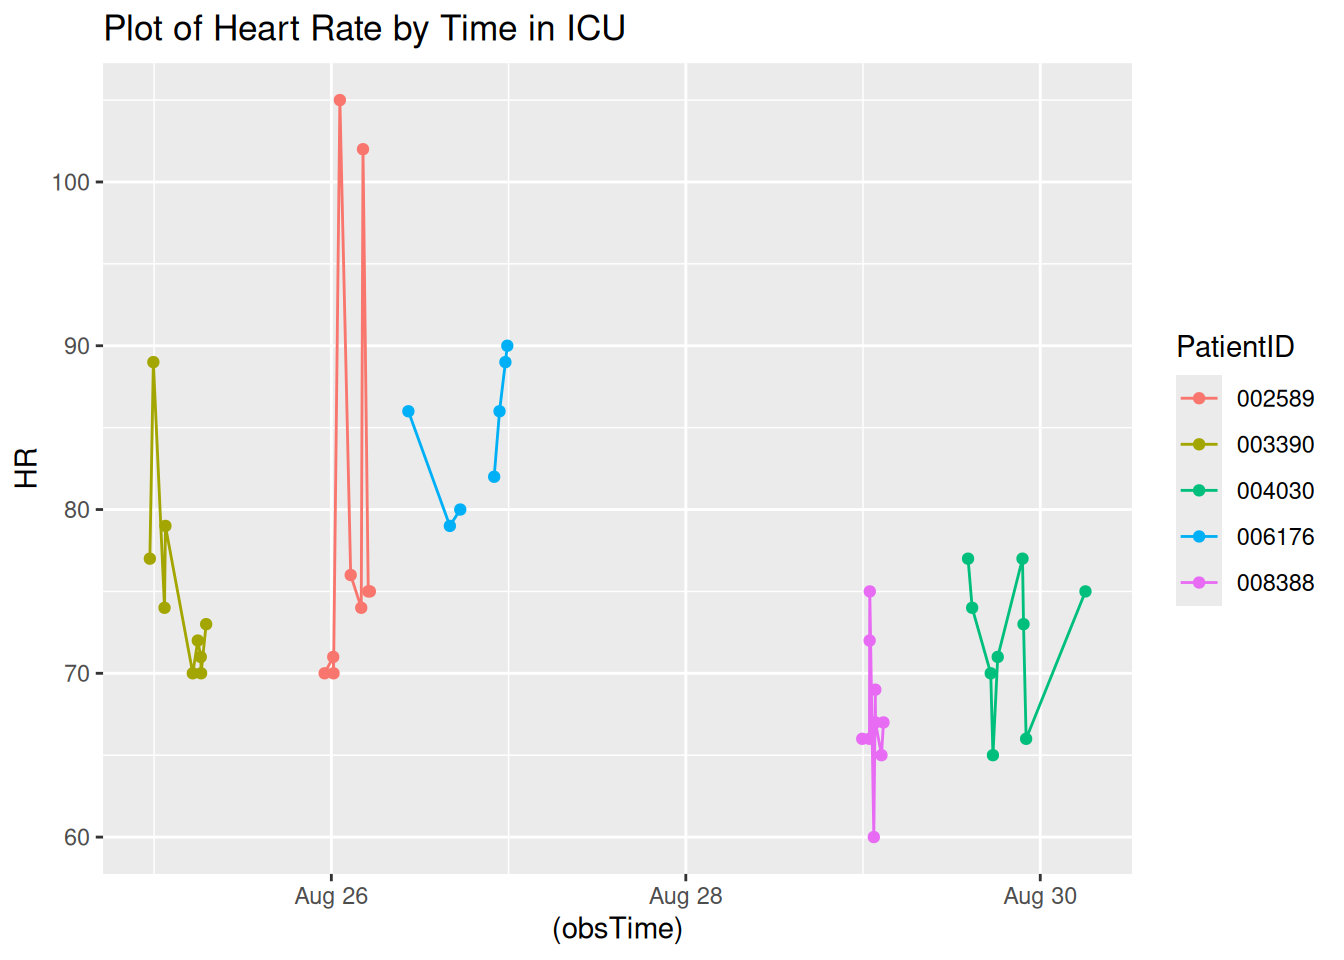 Plot of Heart Rate by Time in ICU
100
90
80
70
60
HR
Aug 26
Aug 28
Aug 30
(obsTime)
PatientID
002589
003390
004030
006176
008388